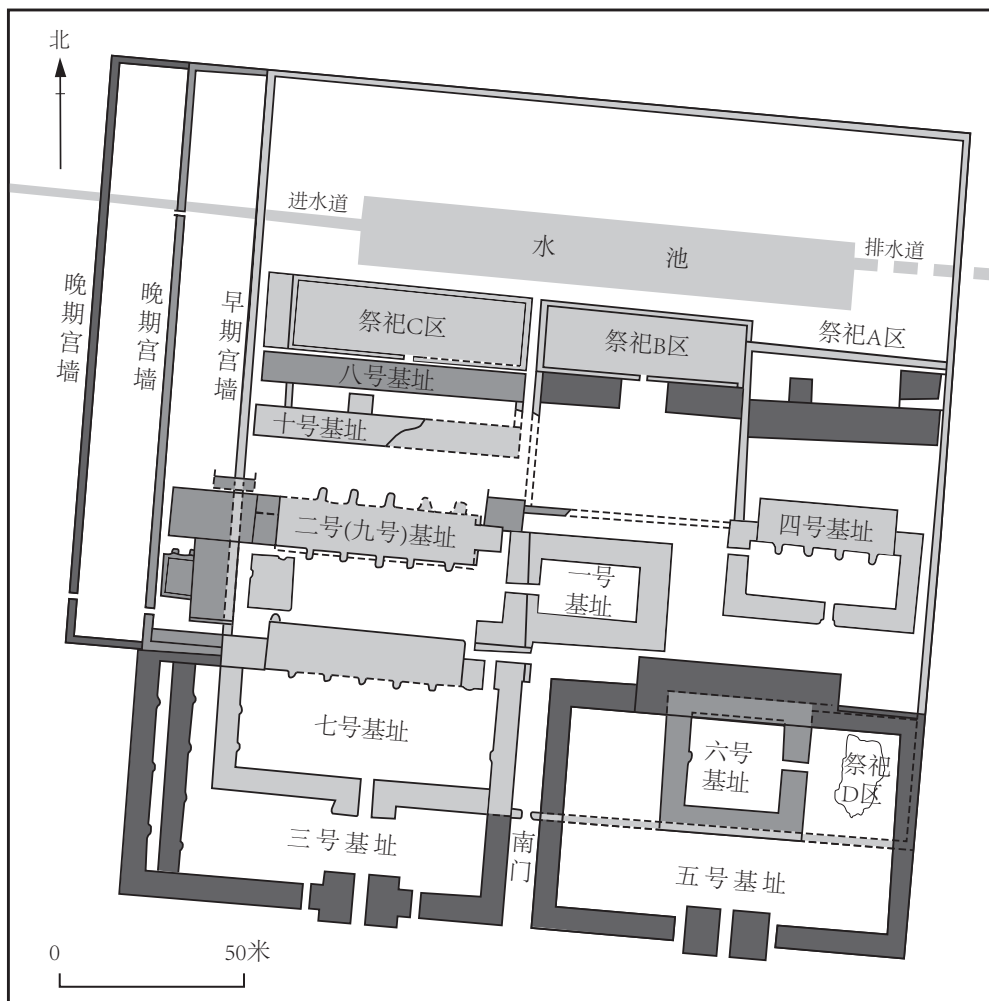 北
进水道
水池
排水道
晚期宫墙
晚期宫墙
早期宫墙
祭祀C区
祭祀B区
祭祀A区
八号基址
十号基址
二号(九号)基址
四号基址
一号
基址
七号基址
六号
基址
祭祀
D区
三号基址
南门
五号基址
0
50米